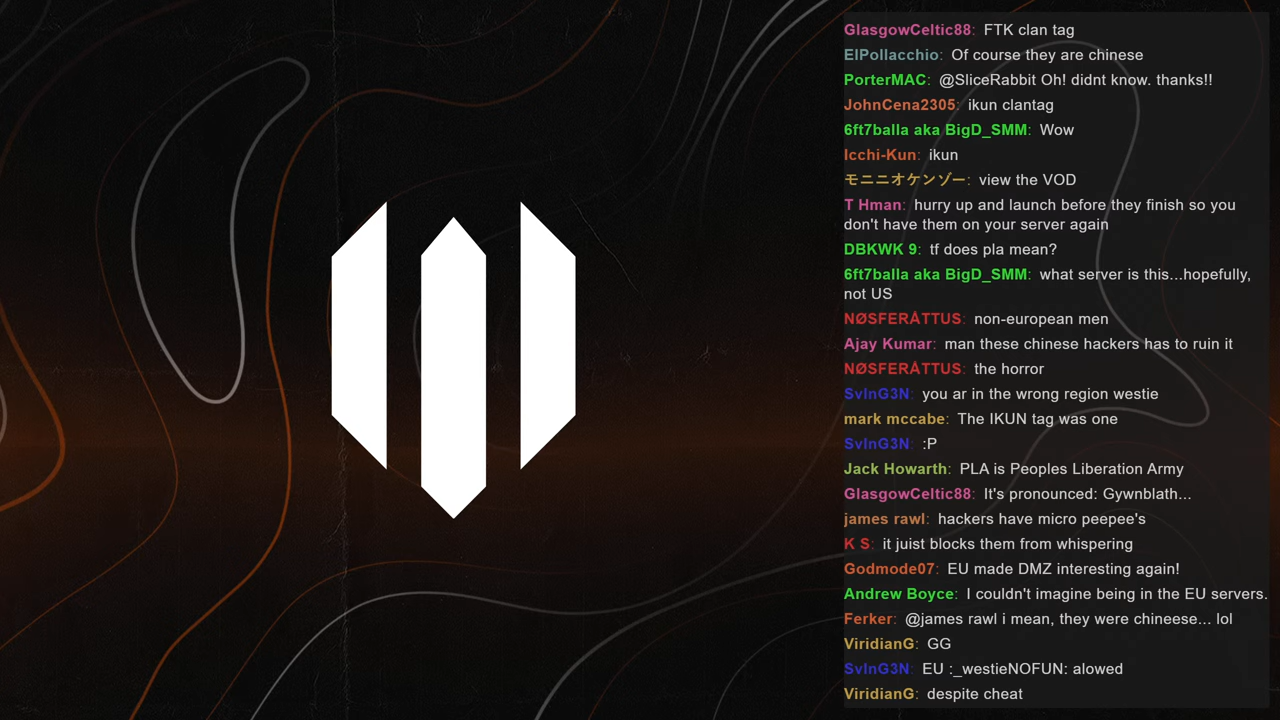 GlasgowCeltic88: FTK clan tag
ElPollacchio: Of course they are chinese
PorterMAC: @SliceRabbit Oh! didnt know. thanks!!
JohnCena2305: ikun clantag
6ft7balla aka BigD_SMM: Wow
Icchi-Kun: ikun
モニニオケンゾー: view the VOD
T Hman: hurry up and launch before they finish so you
don't have them on your server again
DBKWK 9: tf does pla mean?
6ft7balla aka BigD_SMM: what server is this...hopefully,
not US
NØSFERÅTTUS: non-european men
Ajay Kumar: man these chinese hackers has to ruin it
NØSFERÅTTUS: the horror
SvInG3N: you ar in the wrong region westie
mark mccabe: The IKUN tag was one
SvInG3N: :P
Jack Howarth: PLA is Peoples Liberation Army
GlasgowCeltic88: It's pronounced: Gywnblath...
james rawl: hackers have micro peepee's
K S: it juist blocks them from whispering
Godmode07: EU made DMZ interesting again!
Andrew Boyce: I couldn't imagine being in the EU servers.
Ferker: @james rawl i mean, they were chineese... lol
ViridianG: GG
SvInG3N: EU :_westieNOFUN: alowed
ViridianG: despite cheat